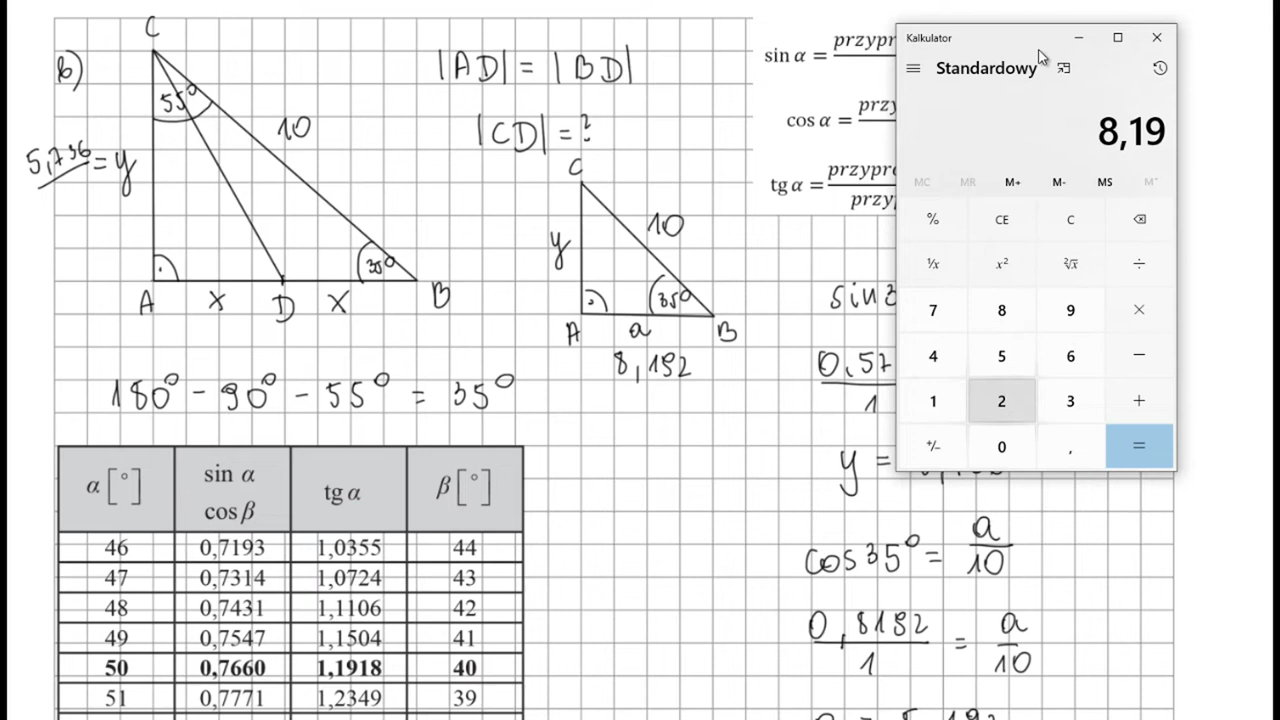 b)
C
55°
10
5,736 = y
A
x
D
x
35°
B
|AD| = |BD|
|CD| = ?
C
y
10
35°
A
a
B
8,192
180° - 90° - 55° = 35°
α [°]
sin α
cos β
tg α
β [°]
46 0,7193 1,0355 44
47 0,7314 1,0724 43
48 0,7431 1,1106 42
49 0,7547 1,1504 41
50 0,7660 1,1918 40
51 0,7771 1,2349 39
sin α =
cos α =
tg α =
0,57
1
y =
cos 35° = a/10
0,8192/1 = a/10
Kalkulator
Standardowy
8,19
MC MR M+ M- MS M˅
% CE C ⌫
¹/x x² ²√x ÷
7 8 9 ×
4 5 6 −
1 2 3 +
+/- 0 , =